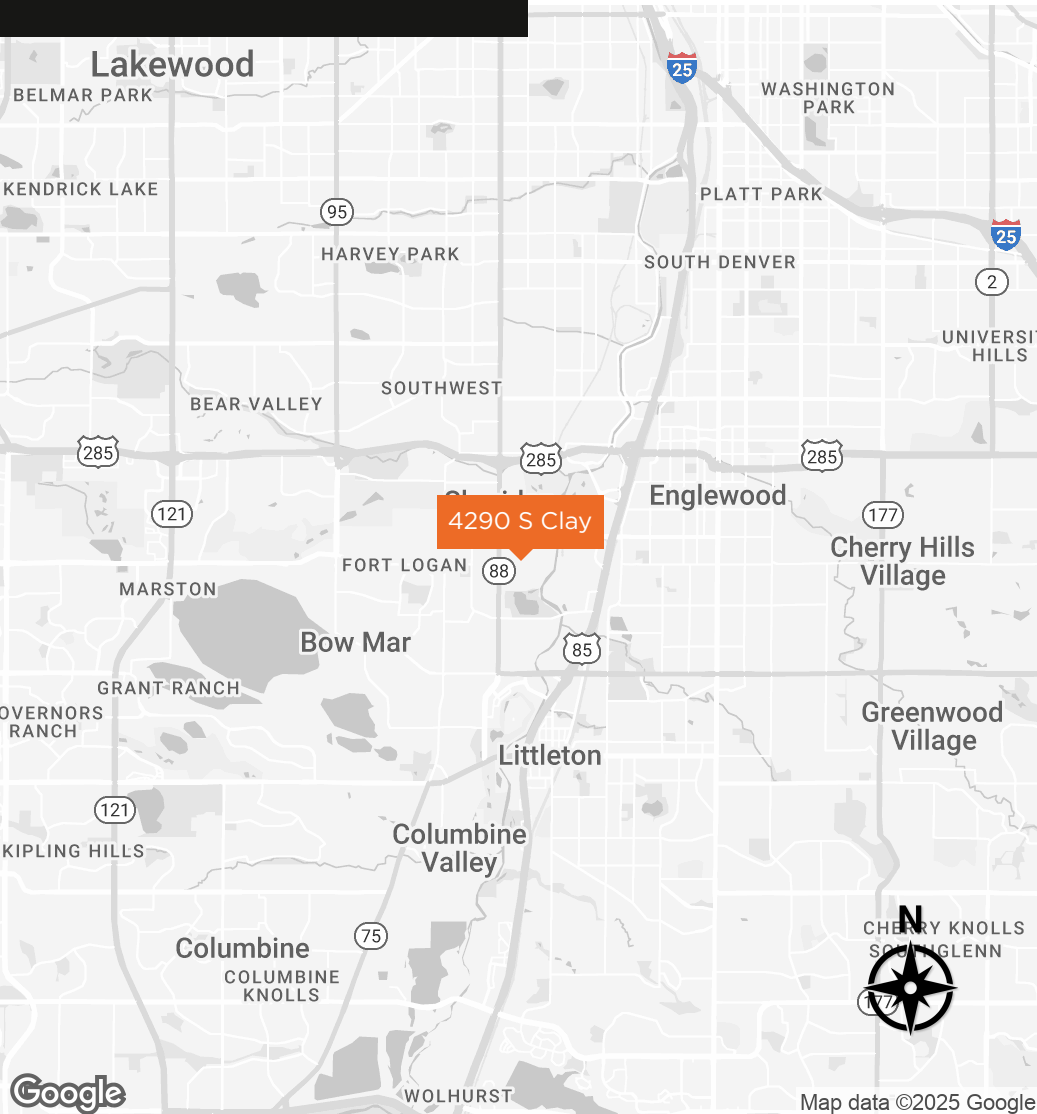 Lakewood
BELMAR PARK
25
WASHINGTON
PARK
KENDRICK LAKE
PLATT PARK
95
25
HARVEY PARK
SOUTH DENVER
2
HILLS
SOUTHWEST
BEAR VALLEY
285
285
285
Englewood
121
4290 S Clay
177
Cherry Hills
Village
FORT LOGAN
88
MARSTON
Bow Mar
85
GRANT RANCH
RANCH
Greenwood
Village
Littleton
121
Columbine
Valley
KIPLING HILLS
N
CHERRY KNOLLS
75
Columbine
COLUMBINE
KNOLLS
177
WOLHURST
Google
Map data ©2025 Google